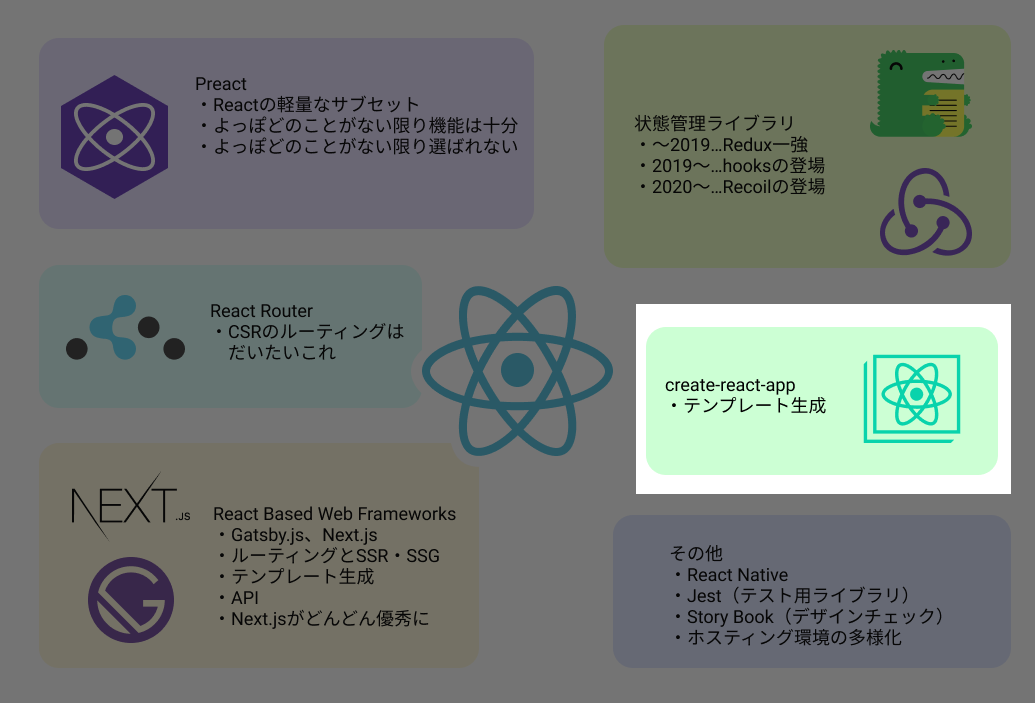 Preact
・Reactの軽量なサブセット
・よっぽどのことがない限り機能は十分
・よっぽどのことがない限り選ばれない
状態管理ライブラリ
・〜2019…Redux一強
・2019〜…hooksの登場
・2020〜…Recoilの登場
React Router
・CSRのルーティングは
だいたいこれ
create-react-app
・テンプレート生成
NEXT.JS
React Based Web Frameworks
・Gatsby.js、Next.js
・ルーティングとSSR・SSG
・テンプレート生成
・API
・Next.jsがどんどん優秀に
その他
・React Native
・Jest（テスト用ライブラリ）
・Story Book（デザインチェック）
・ホスティング環境の多様化